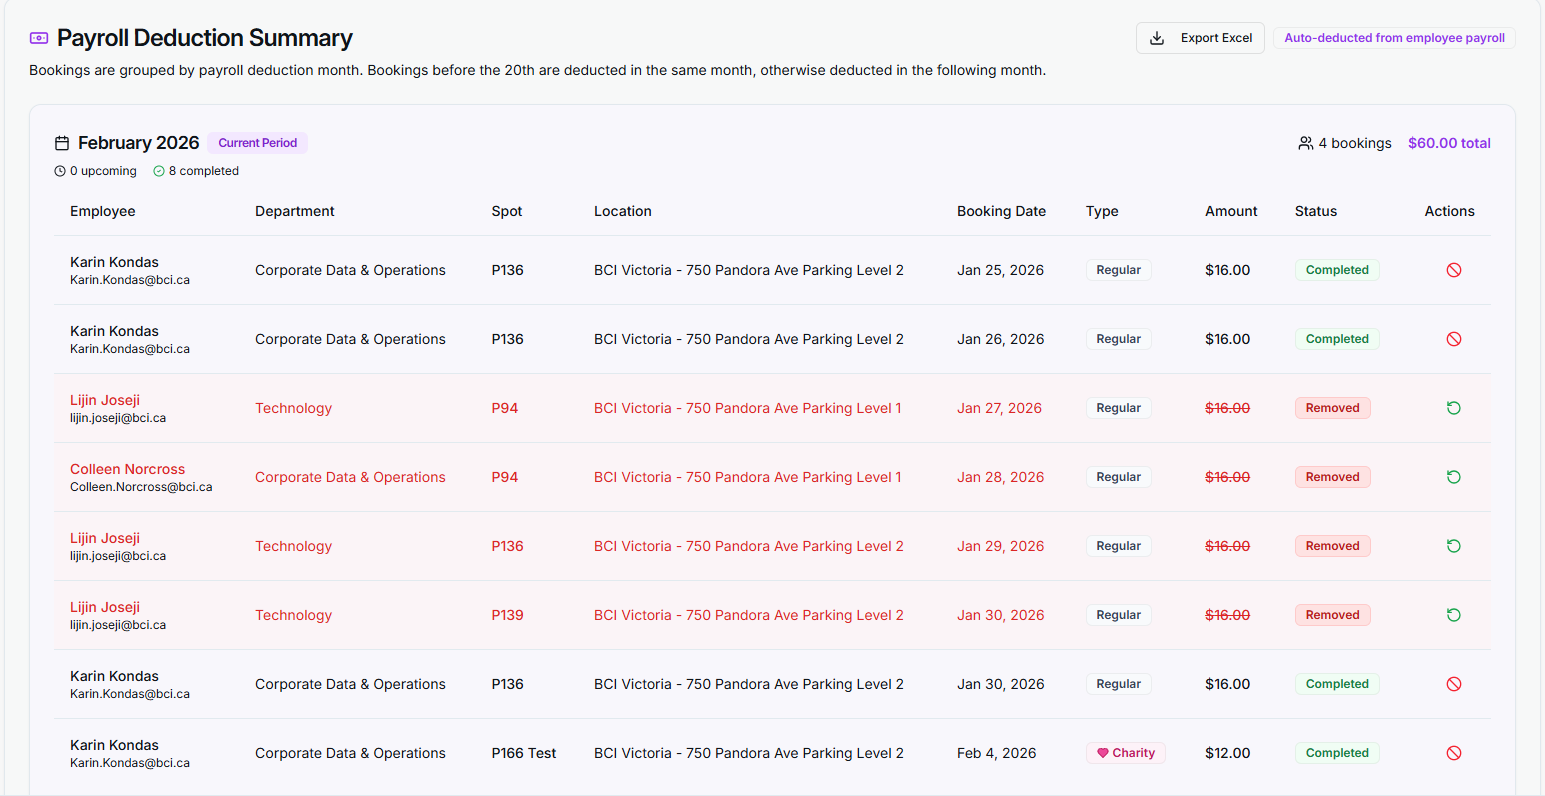 Payroll Deduction Summary
Export Excel
Auto-deducted from employee payroll
Bookings are grouped by payroll deduction month. Bookings before the 20th are deducted in the same month, otherwise deducted in the following month.
February 2026 Current Period
4 bookings $60.00 total
0 upcoming 8 completed
Employee Department Spot Location Booking Date Type Amount Status Actions
Karin Kondas
Karin.Kondas@bci.ca
Corporate Data & Operations P136 BCI Victoria - 750 Pandora Ave Parking Level 2 Jan 25, 2026 Regular $16.00 Completed
Karin Kondas
Karin.Kondas@bci.ca
Corporate Data & Operations P136 BCI Victoria - 750 Pandora Ave Parking Level 2 Jan 26, 2026 Regular $16.00 Completed
Lijin Joseji
lijin.joseji@bci.ca
Technology P94 BCI Victoria - 750 Pandora Ave Parking Level 1 Jan 27, 2026 Regular $16.00 Removed
Colleen Norcross
Colleen.Norcross@bci.ca
Corporate Data & Operations P94 BCI Victoria - 750 Pandora Ave Parking Level 1 Jan 28, 2026 Regular $16.00 Removed
Lijin Joseji
lijin.joseji@bci.ca
Technology P136 BCI Victoria - 750 Pandora Ave Parking Level 2 Jan 29, 2026 Regular $16.00 Removed
Lijin Joseji
lijin.joseji@bci.ca
Technology P139 BCI Victoria - 750 Pandora Ave Parking Level 2 Jan 30, 2026 Regular $16.00 Removed
Karin Kondas
Karin.Kondas@bci.ca
Corporate Data & Operations P136 BCI Victoria - 750 Pandora Ave Parking Level 2 Jan 30, 2026 Regular $16.00 Completed
Karin Kondas
Karin.Kondas@bci.ca
Corporate Data & Operations P166 Test BCI Victoria - 750 Pandora Ave Parking Level 2 Feb 4, 2026 Charity $12.00 Completed